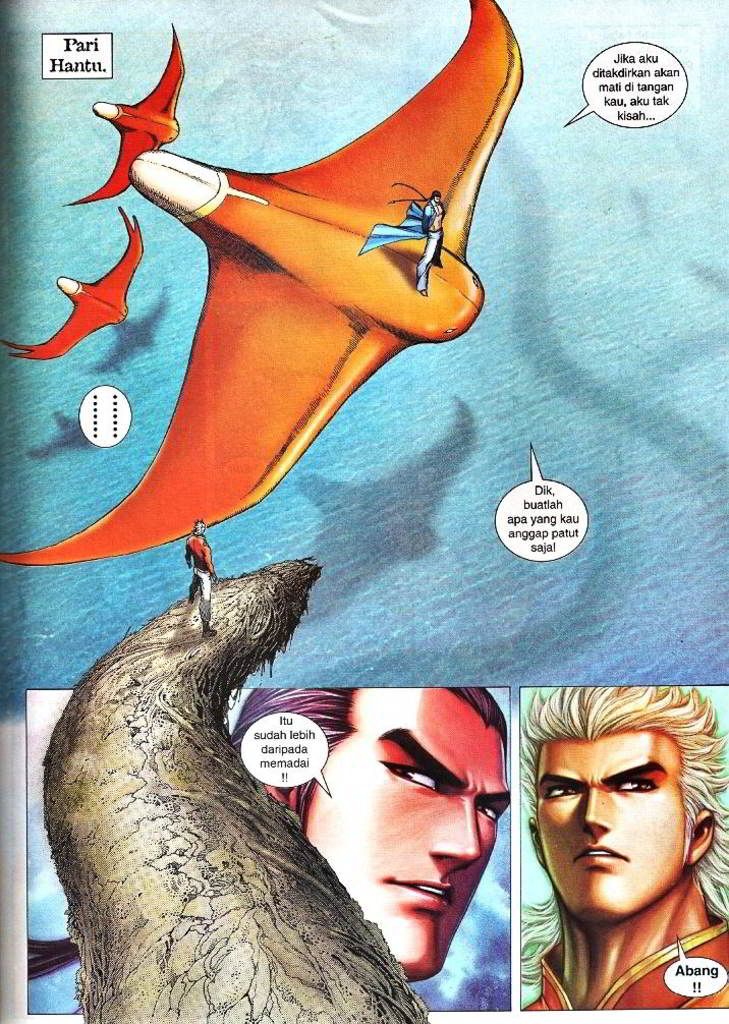 Pari
Hantu.
Jika aku
ditakdirkan akan
mati di tangan
kau, aku tak
kisah...
Dik,
buatlah
apa yang kau
anggap patut
saja!
Itu
sudah lebih
daripada
memadai
!!
Abang
!!